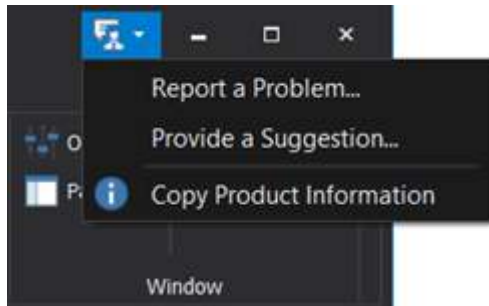 Report a Problem...
Provide a Suggestion...
Copy Product Information
Window